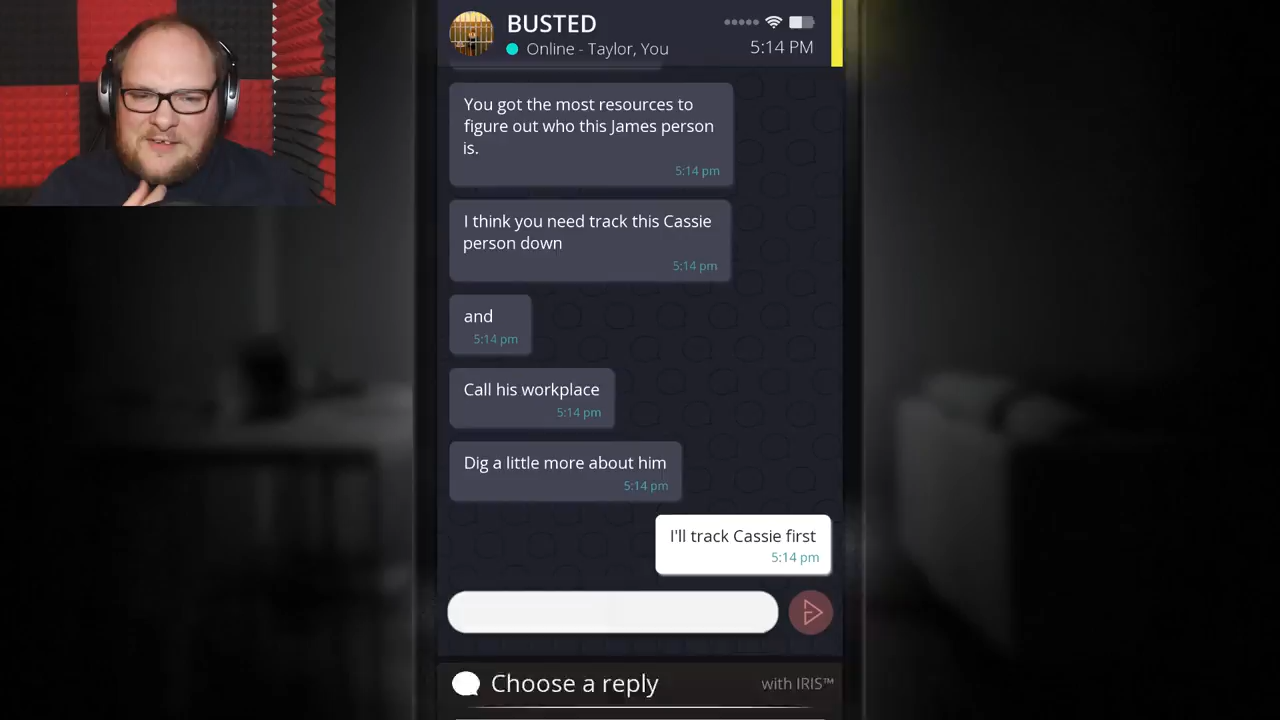 BUSTED
Online - Taylor, You
5:14 PM
You got the most resources to
figure out who this James person
is.
5:14 pm
I think you need track this Cassie
person down
5:14 pm
and
5:14 pm
Call his workplace
5:14 pm
Dig a little more about him
5:14 pm
I'll track Cassie first
5:14 pm
Choose a reply
with IRIS™